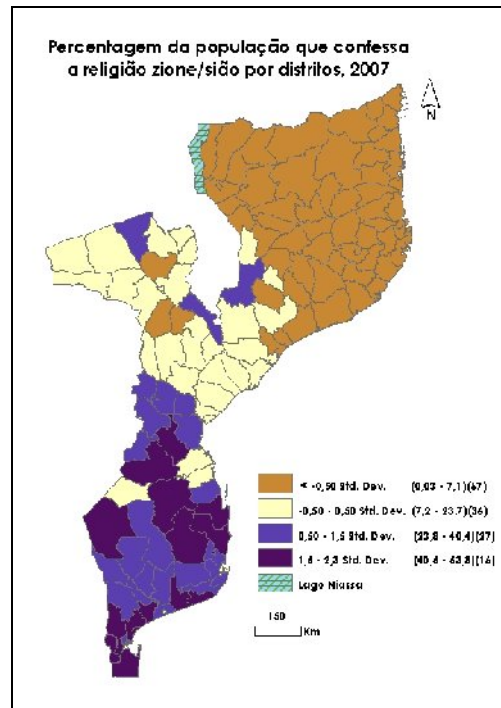 Percentagem da população que confessa
a religião zione/sião por distritos, 2007
N
< -0,50 Std. Dev. (0,03 - 7,1)(67)
-0,50 - 0,50 Std. Dev. (7,2 - 23,7)(36)
0,50 - 1,5 Std. Dev. (23,8 - 40,4)(27)
1,5 - 2,3 Std. Dev. (40,5 - 63,8)(16)
Lago Niassa
150
Km